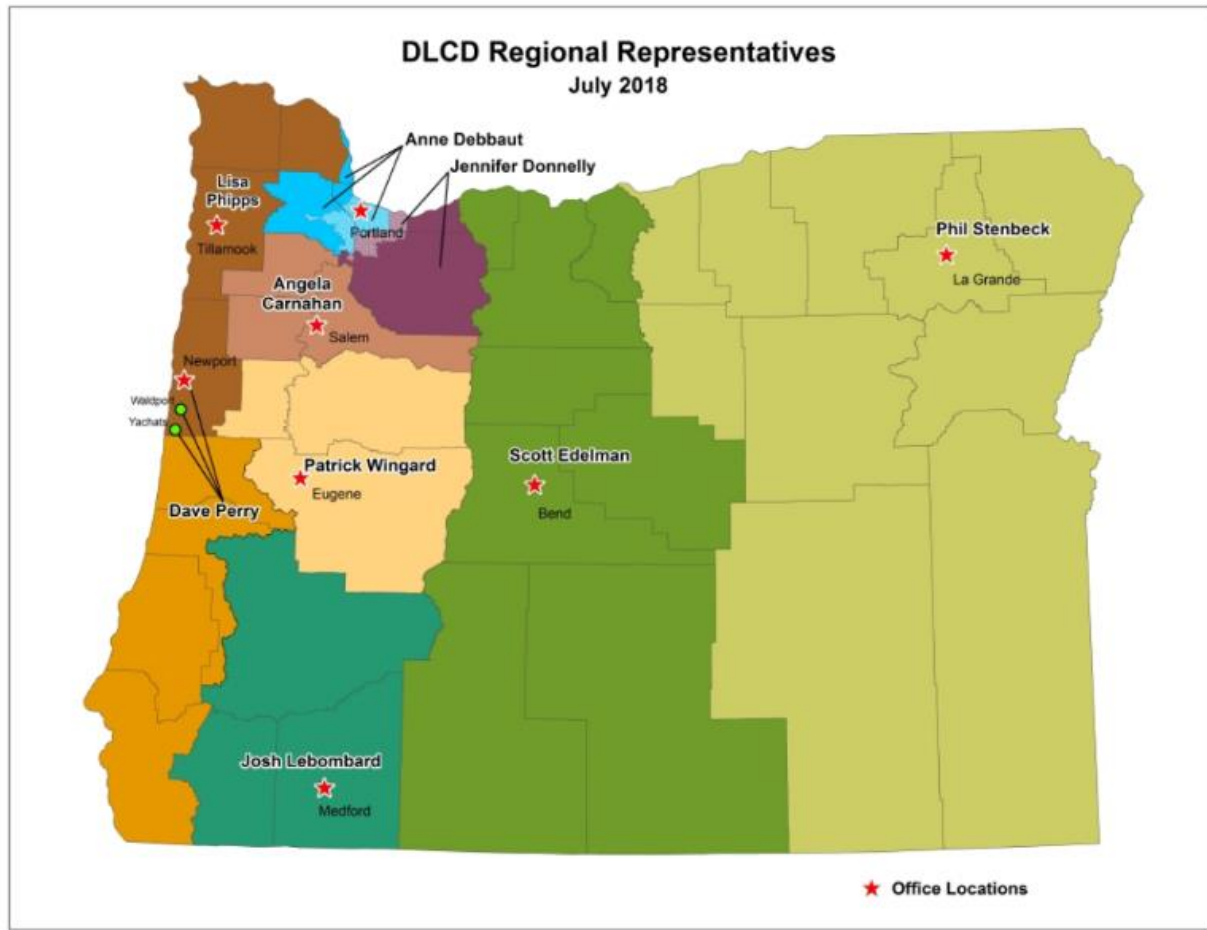 DLCD Regional Representatives
July 2018
Anne Debbaut
Jennifer Donnelly
Lisa
Phipps
Tillamook
Portland
Phil Stenbeck
La Grande
Angela
Carnahan
Salem
Newport
Waldport
Yachats
Patrick Wingard
Eugene
Scott Edelman
Bend
Dave Perry
Josh Lebombard
Medford
Office Locations